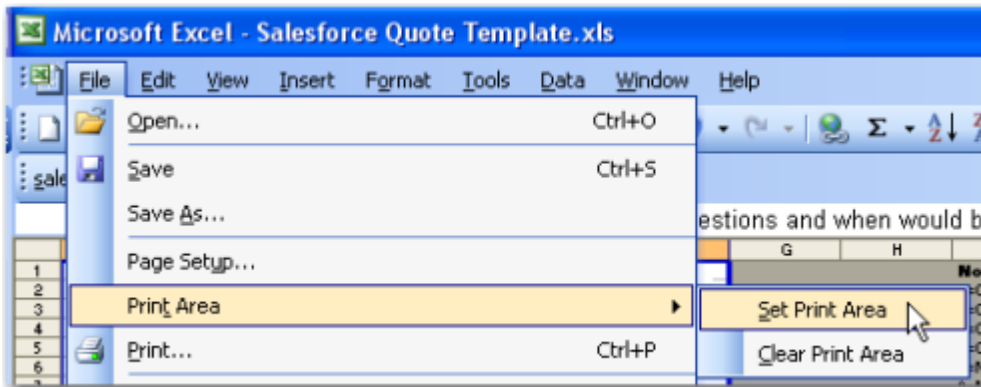 Microsoft Excel - Salesforce Quote Template.xls
File Edit View Insert Format Tools Data Window Help
Open... Ctrl+O
Σ A Z
sale
Save Ctrl+S
Save As...
estions and when would b
Page Setup...
G H
1
No
2
Print Area
Set Print Area
3
4
Print... Ctrl+P
Clear Print Area
5
6